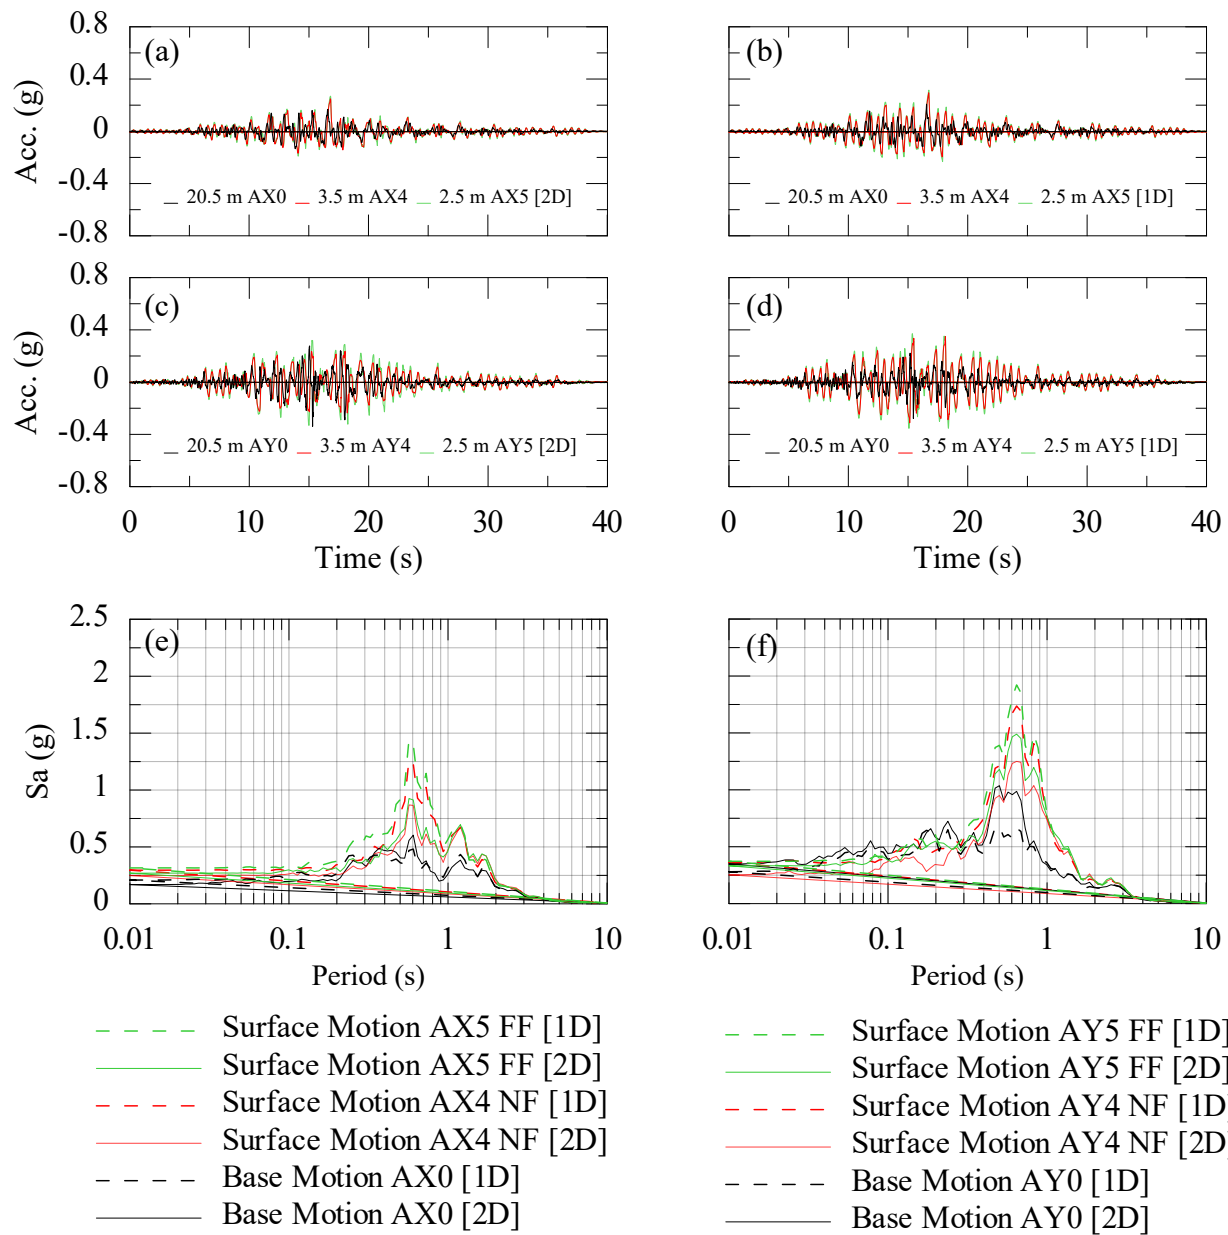 0.8
(a)
0.4
0
-0.4
-0.8
Acc. (g)
20.5 m AX0 3.5 m AX4 2.5 m AX5 [2D]
(b)
20.5 m AX0 3.5 m AX4 2.5 m AX5 [1D]
0.8
(c)
0.4
0
-0.4
-0.8
Acc. (g)
20.5 m AY0 3.5 m AY4 2.5 m AY5 [2D]
0 10 20 30 40
Time (s)
(d)
20.5 m AY0 3.5 m AY4 2.5 m AY5 [1D]
0 10 20 30 40
Time (s)
2.5
(e)
2
1.5
1
0.5
0
Sa (g)
0.01 0.1 1 10
Period (s)
(f)
0.01 0.1 1 10
Period (s)
Surface Motion AX5 FF [1D]
Surface Motion AX5 FF [2D]
Surface Motion AX4 NF [1D]
Surface Motion AX4 NF [2D]
Base Motion AX0 [1D]
Base Motion AX0 [2D]
Surface Motion AY5 FF [1D]
Surface Motion AY5 FF [2D]
Surface Motion AY4 NF [1D]
Surface Motion AY4 NF [2D
Base Motion AY0 [1D]
Base Motion AY0 [2D]